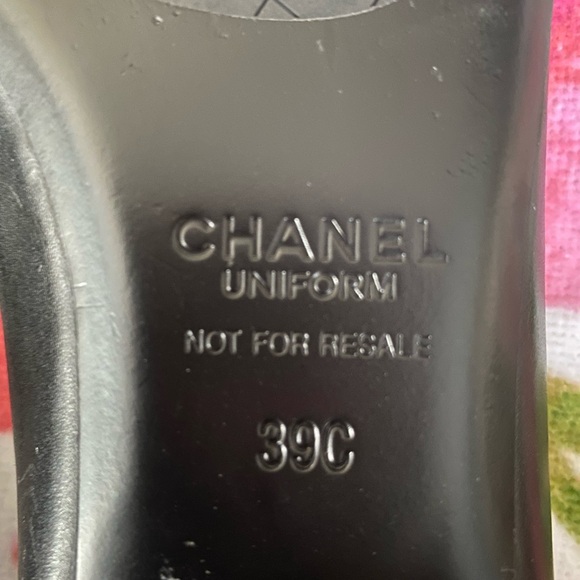 CHANEL
UNIFORM
NOT FOR RESALE
39C